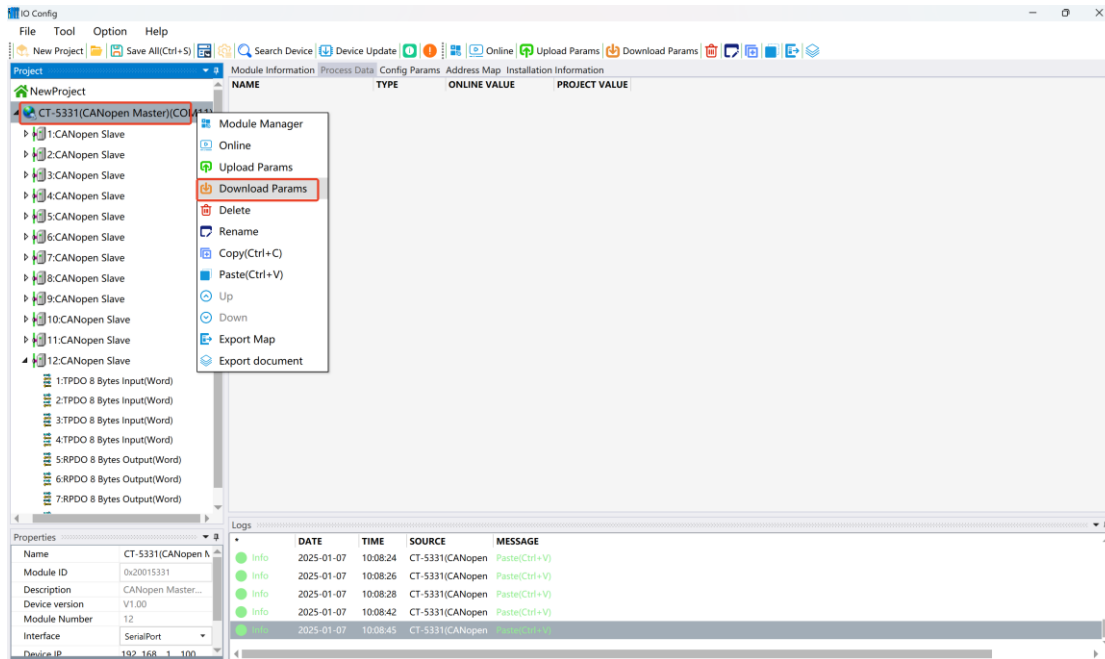 IO Config
File Tool Option Help
New Project Save All(Ctrl+S) Search Device Device Update Online Upload Params Download Params
Project
NewProject
CT-5331(CANopen Master)(COM11)
1:CANopen Slave
2:CANopen Slave
3:CANopen Slave
4:CANopen Slave
5:CANopen Slave
6:CANopen Slave
7:CANopen Slave
8:CANopen Slave
9:CANopen Slave
10:CANopen Slave
11:CANopen Slave
12:CANopen Slave
1:TPDO 8 Bytes Input(Word)
2:TPDO 8 Bytes Input(Word)
3:TPDO 8 Bytes Input(Word)
4:TPDO 8 Bytes Input(Word)
5:RPDO 8 Bytes Output(Word)
6:RPDO 8 Bytes Output(Word)
7:RPDO 8 Bytes Output(Word)
Module Manager
Online
Upload Params
Download Params
Delete
Rename
Copy(Ctrl+C)
Paste(Ctrl+V)
Up
Down
Export Map
Export document
Module Information Process Data Config Params Address Map Installation Information
NAME TYPE ONLINE VALUE PROJECT VALUE
Properties
Name CT-5331(CANopen
Module ID 0x20015331
Description CANopen Master...
Device version V1.00
Module Number 12
Interface SerialPort
Device IP 192 168 1 100
Logs
* DATE TIME SOURCE MESSAGE
Info 2025-01-07 10:08:24 CT-5331(CANopen Paste(Ctrl+V)
Info 2025-01-07 10:08:26 CT-5331(CANopen Paste(Ctrl+V)
Info 2025-01-07 10:08:28 CT-5331(CANopen Paste(Ctrl+V)
Info 2025-01-07 10:08:42 CT-5331(CANopen Paste(Ctrl+V)
Info 2025-01-07 10:08:45 CT-5331(CANopen Paste(Ctrl+V)